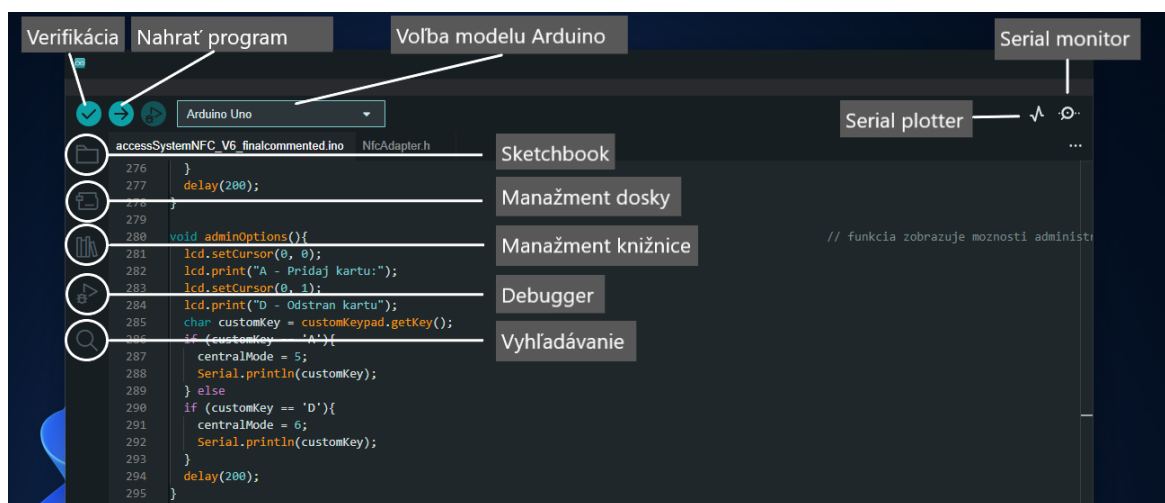 Verifikácia
Nahrať program
Voľba modelu Arduino
Serial monitor
Arduino Uno
Serial plotter
accessSystemNFC_V6_finalcommented.ino
NfcAdapter.h
Sketchbook
276 }
277 delay(200);
Manažment dosky
278 }
279
280 void adminOptions(){ // funkcia zobrazuje moznosti administr
Manažment knižnice
281 lcd.setCursor(0, 0);
282 lcd.print("A - Pridaj kartu:");
283 lcd.setCursor(0, 1);
Debugger
284 lcd.print("D - Odstran kartu");
285 char customKey = customKeypad.getKey();
286 if (customKey == 'A'){
Vyhľadávanie
287 centralMode = 5;
288 Serial.println(customKey);
289 } else
290 if (customKey == 'D'){
291 centralMode = 6;
292 Serial.println(customKey);
293 }
294 delay(200);
295 }